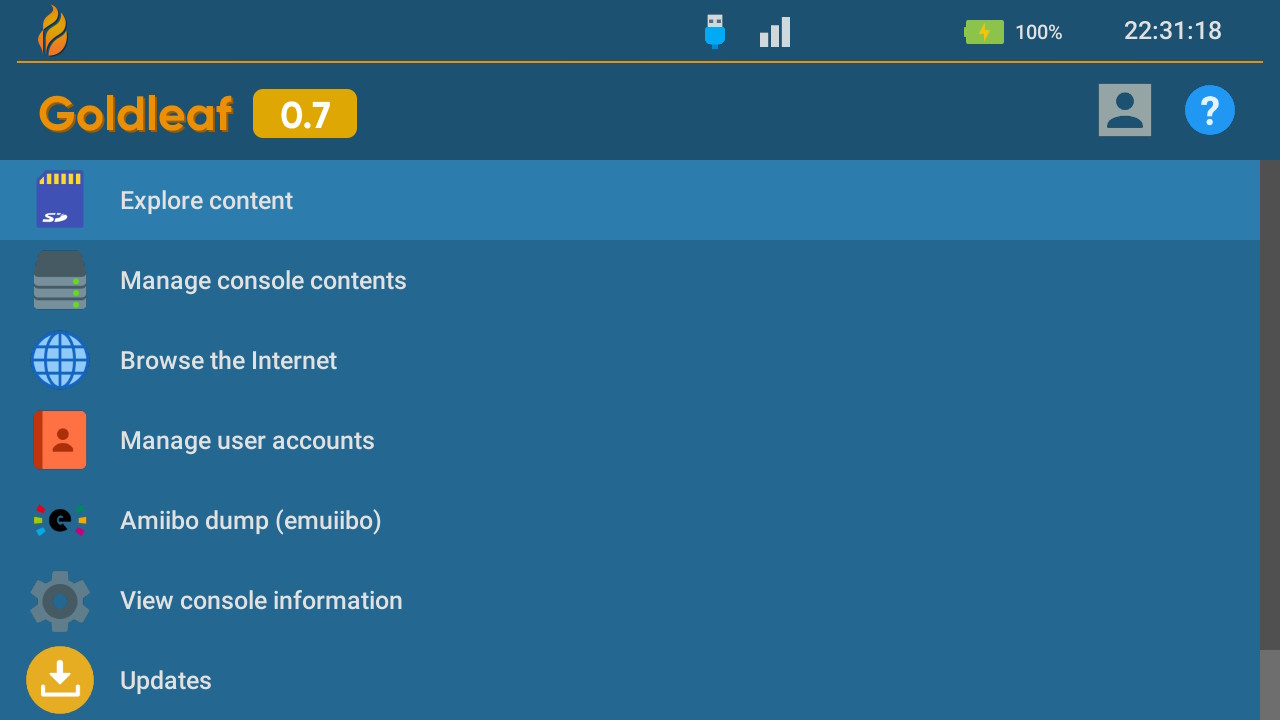 100%
22:31:18
Goldleaf 0.7
?
SD
Explore content
Manage console contents
Browse the Internet
Manage user accounts
e
Amiibo dump (emuiibo)
View console information
Updates